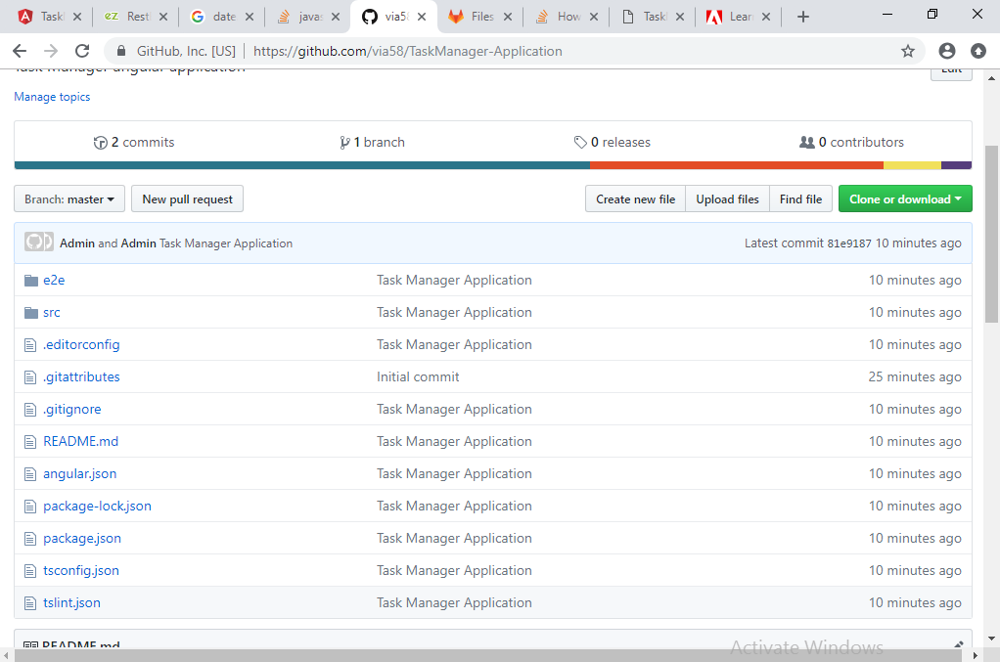 Taskl
Rest
date
javas
via5
Files
How
Taskl
Lear
GitHub, Inc. [US]
https://github.com/via58/TaskManager-Application
Task Manager angular application
Edit
Manage topics
2 commits
1 branch
0 releases
0 contributors
Branch: master
New pull request
Create new file
Upload files
Find file
Clone or download
Admin and Admin Task Manager Application
Latest commit 81e9187 10 minutes ago
e2e Task Manager Application 10 minutes ago
src Task Manager Application 10 minutes ago
.editorconfig Task Manager Application 10 minutes ago
.gitattributes Initial commit 25 minutes ago
.gitignore Task Manager Application 10 minutes ago
README.md Task Manager Application 10 minutes ago
angular.json Task Manager Application 10 minutes ago
package-lock.json Task Manager Application 10 minutes ago
package.json Task Manager Application 10 minutes ago
tsconfig.json Task Manager Application 10 minutes ago
tslint.json Task Manager Application 10 minutes ago
README.md
Activate Windows